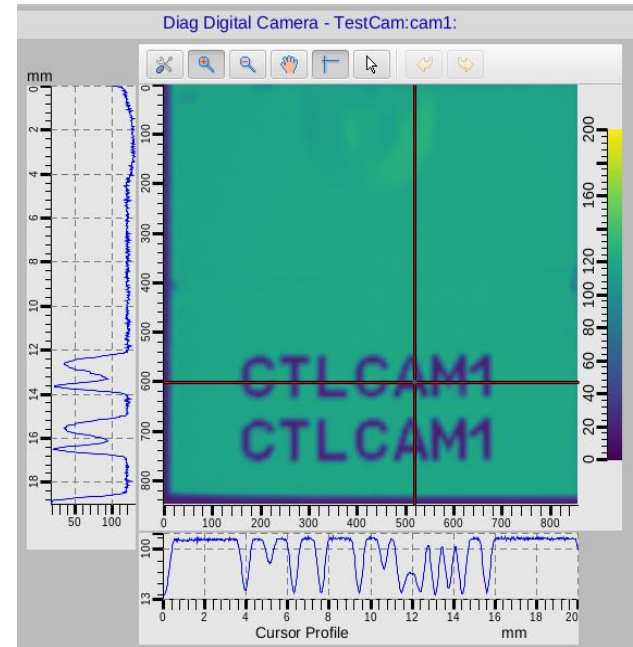 Diag Digital Camera - TestCam:cam1:
mm
0 2 4 6 8 10 12 14 16 18
50 100
0 100 200 300 400 500 600 700 800
CTLCAM1
CTLCAM1
0 100 200 300 400 500 600 700 800
0 20 40 60 80 100 120 160 200
100
13
0 2 4 6 8 10 12 14 16 18 20
Cursor Profile mm